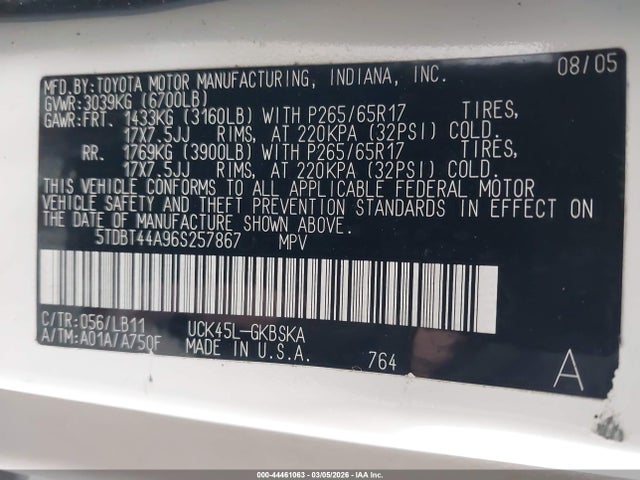 MFD.BY:TOYOTA MOTOR MANUFACTURING, INDIANA, INC. 08/05
GVWR:3039KG (6700LB)
GAWR:FRT. 1433KG (3160LB) WITH P265/65R17 TIRES,
17X7.5JJ RIMS, AT 220KPA (32PSI) COLD.
RR. 1769KG (3900LB) WITH P265/65R17 TIRES,
17X7.5JJ RIMS, AT 220KPA (32PSI) COLD.
THIS VEHICLE CONFORMS TO ALL APPLICABLE FEDERAL MOTOR
VEHICLE SAFETY AND THEFT PREVENTION STANDARDS IN EFFECT ON
THE DATE OF MANUFACTURE SHOWN ABOVE.
5TDBT44A96S257867 MPV
C/TR:056/LB11 UCK45L-GKBSKA
A/TM:A01A/A750F MADE IN U.S.A. 764 A
000-44461063 | 03/05/2026 - IAA Inc.